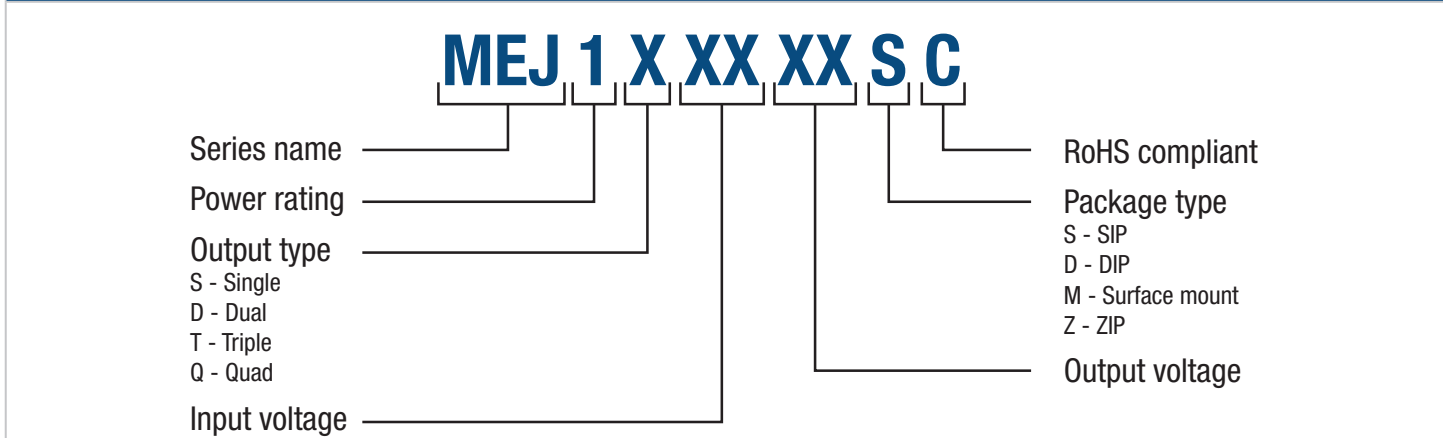 MEJ 1 X XX XX S C
Series name
Power rating
Output type
S - Single
D - Dual
T - Triple
Q - Quad
Input voltage
RoHS compliant
Package type
S - SIP
D - DIP
M - Surface mount
Z - ZIP
Output voltage